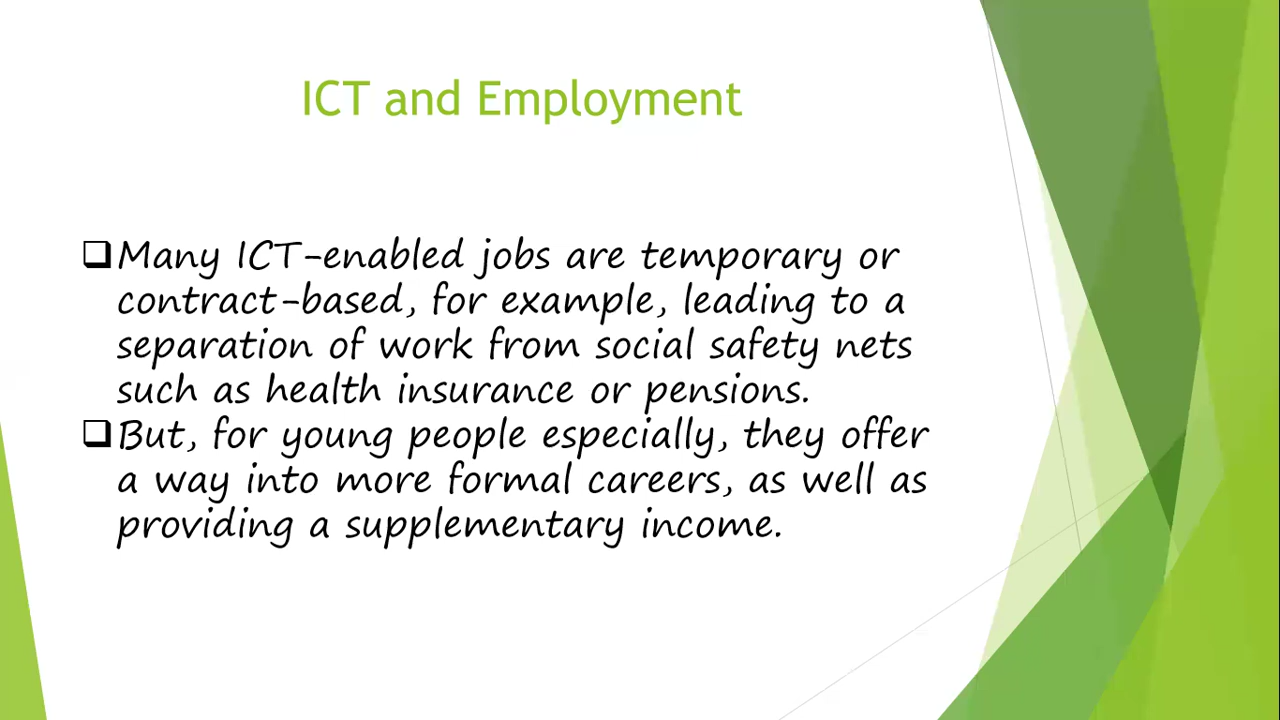 ICT and Employment
Many ICT-enabled jobs are temporary or
contract-based, for example, leading to a
separation of work from social safety nets
such as health insurance or pensions.
But, for young people especially, they offer
a way into more formal careers, as well as
providing a supplementary income.